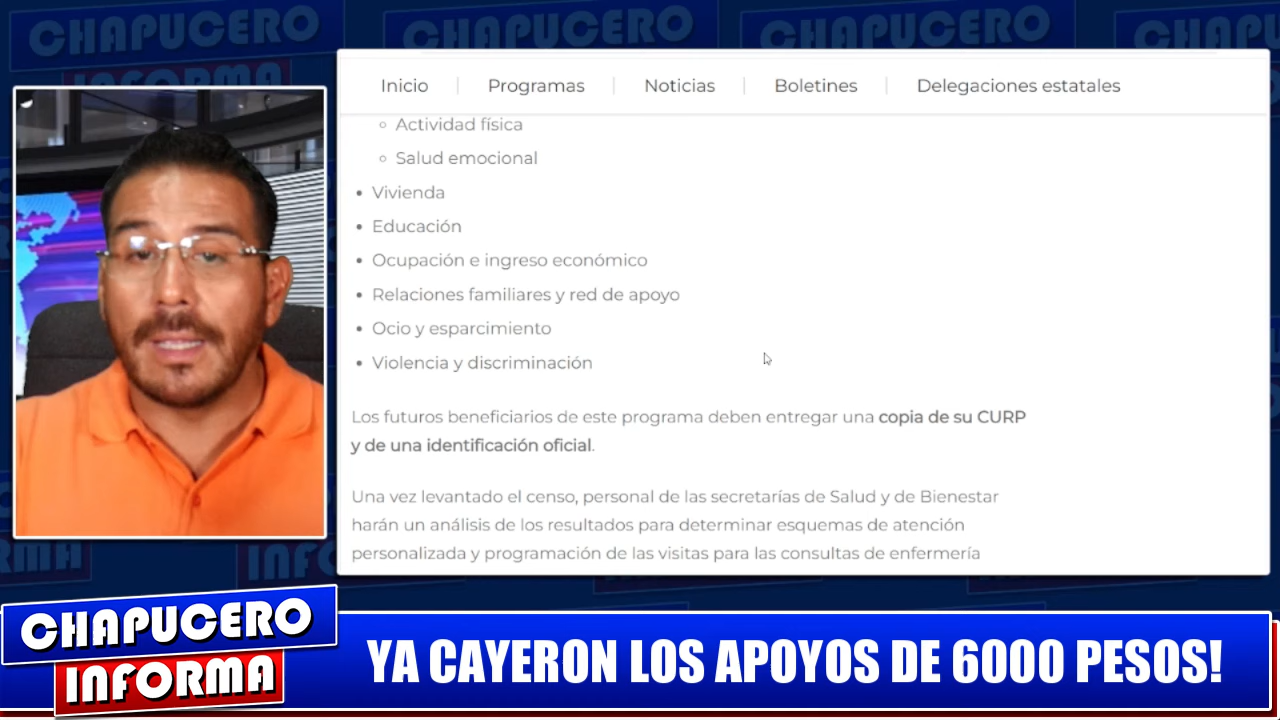 CHAPUCERO
CHAPUCERO
CHAPUCERO
INFORMA
Inicio | Programas | Noticias | Boletines | Delegaciones estatales
Actividad física
Salud emocional
Vivienda
Educación
Ocupación e ingreso económico
Relaciones familiares y red de apoyo
Ocio y esparcimiento
Violencia y discriminación
Los futuros beneficiarios de este programa deben entregar una copia de su CURP
y de una identificación oficial.
Una vez levantado el censo, personal de las secretarías de Salud y de Bienestar
harán un análisis de los resultados para determinar esquemas de atención
personalizada y programación de las visitas para las consultas de enfermería
CHAPUCERO
INFORMA
YA CAYERON LOS APOYOS DE 6000 PESOS!